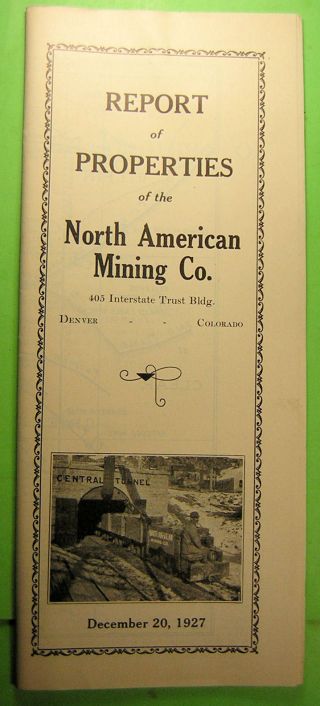 REPORT
of
PROPERTIES
of the
North American
Mining Co.
405 Interstate Trust Bldg.
DENVER - - COLORADO
CENTRAL TUNNEL
December 20, 1927